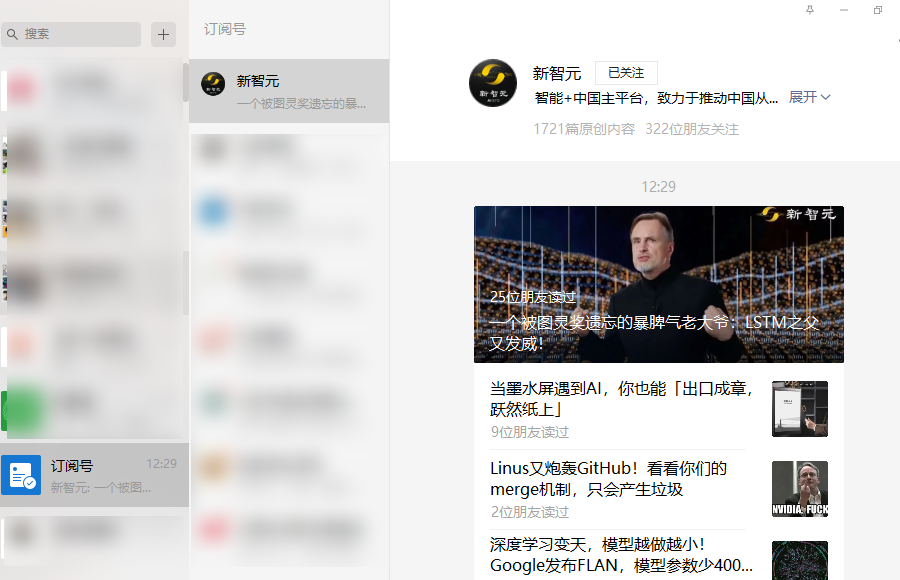 搜索
订阅号
12:29
新智元: 一个被图...
订阅号
新智元
一个被图灵奖遗忘的暴...
新智元
新智元
已关注
智能+中国主平台，致力于推动中国从...
展开
1721篇原创内容 322位朋友关注
12:29
新智元
25位朋友读过
一个被图灵奖遗忘的暴脾气老大爷：LSTM之父
又发威！
当墨水屏遇到AI，你也能「出口成章，
跃然纸上」
9位朋友读过
Linus又炮轰GitHub！看看你们的
merge机制，只会产生垃圾
2位朋友读过
NVIDIA, FUCK
深度学习变天，模型越做越小！
Google发布FLAN，模型参数少400...